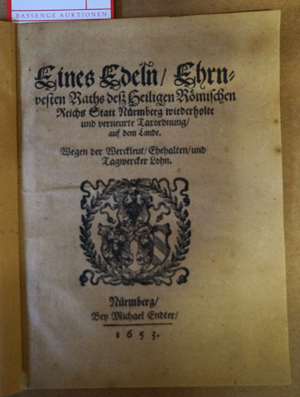 BASSENGE AUKTIONEN
Eines Edeln/ Ehrn-
vesten Raths deß Heiligen Römischen
Reichs Statt Nürmberg wiederholte
und verneurte Taxordnung/
auf dem Lande.
Wegen der Werckleut/ Ehehalten/ und
Tagwercker Lohn.
Nürmberg/
Bey Michael Endter/
1653.